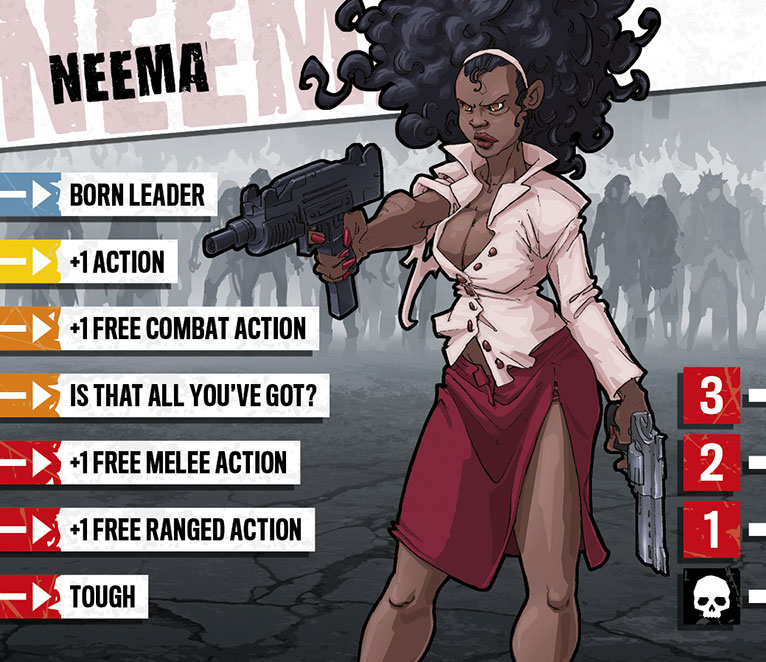 NEEM
NEEMA
BORN LEADER
+1 ACTION
+1 FREE COMBAT ACTION
IS THAT ALL YOU'VE GOT?
+1 FREE MELEE ACTION
+1 FREE RANGED ACTION
TOUGH
3
2
1